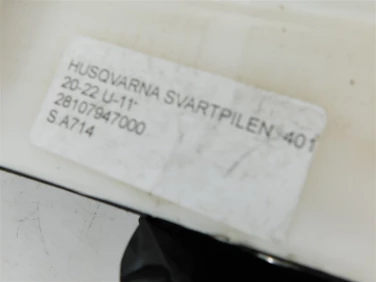 HUSQVARNA SVARTPILEN 401
20-22 U-11
28107947000
S.A714